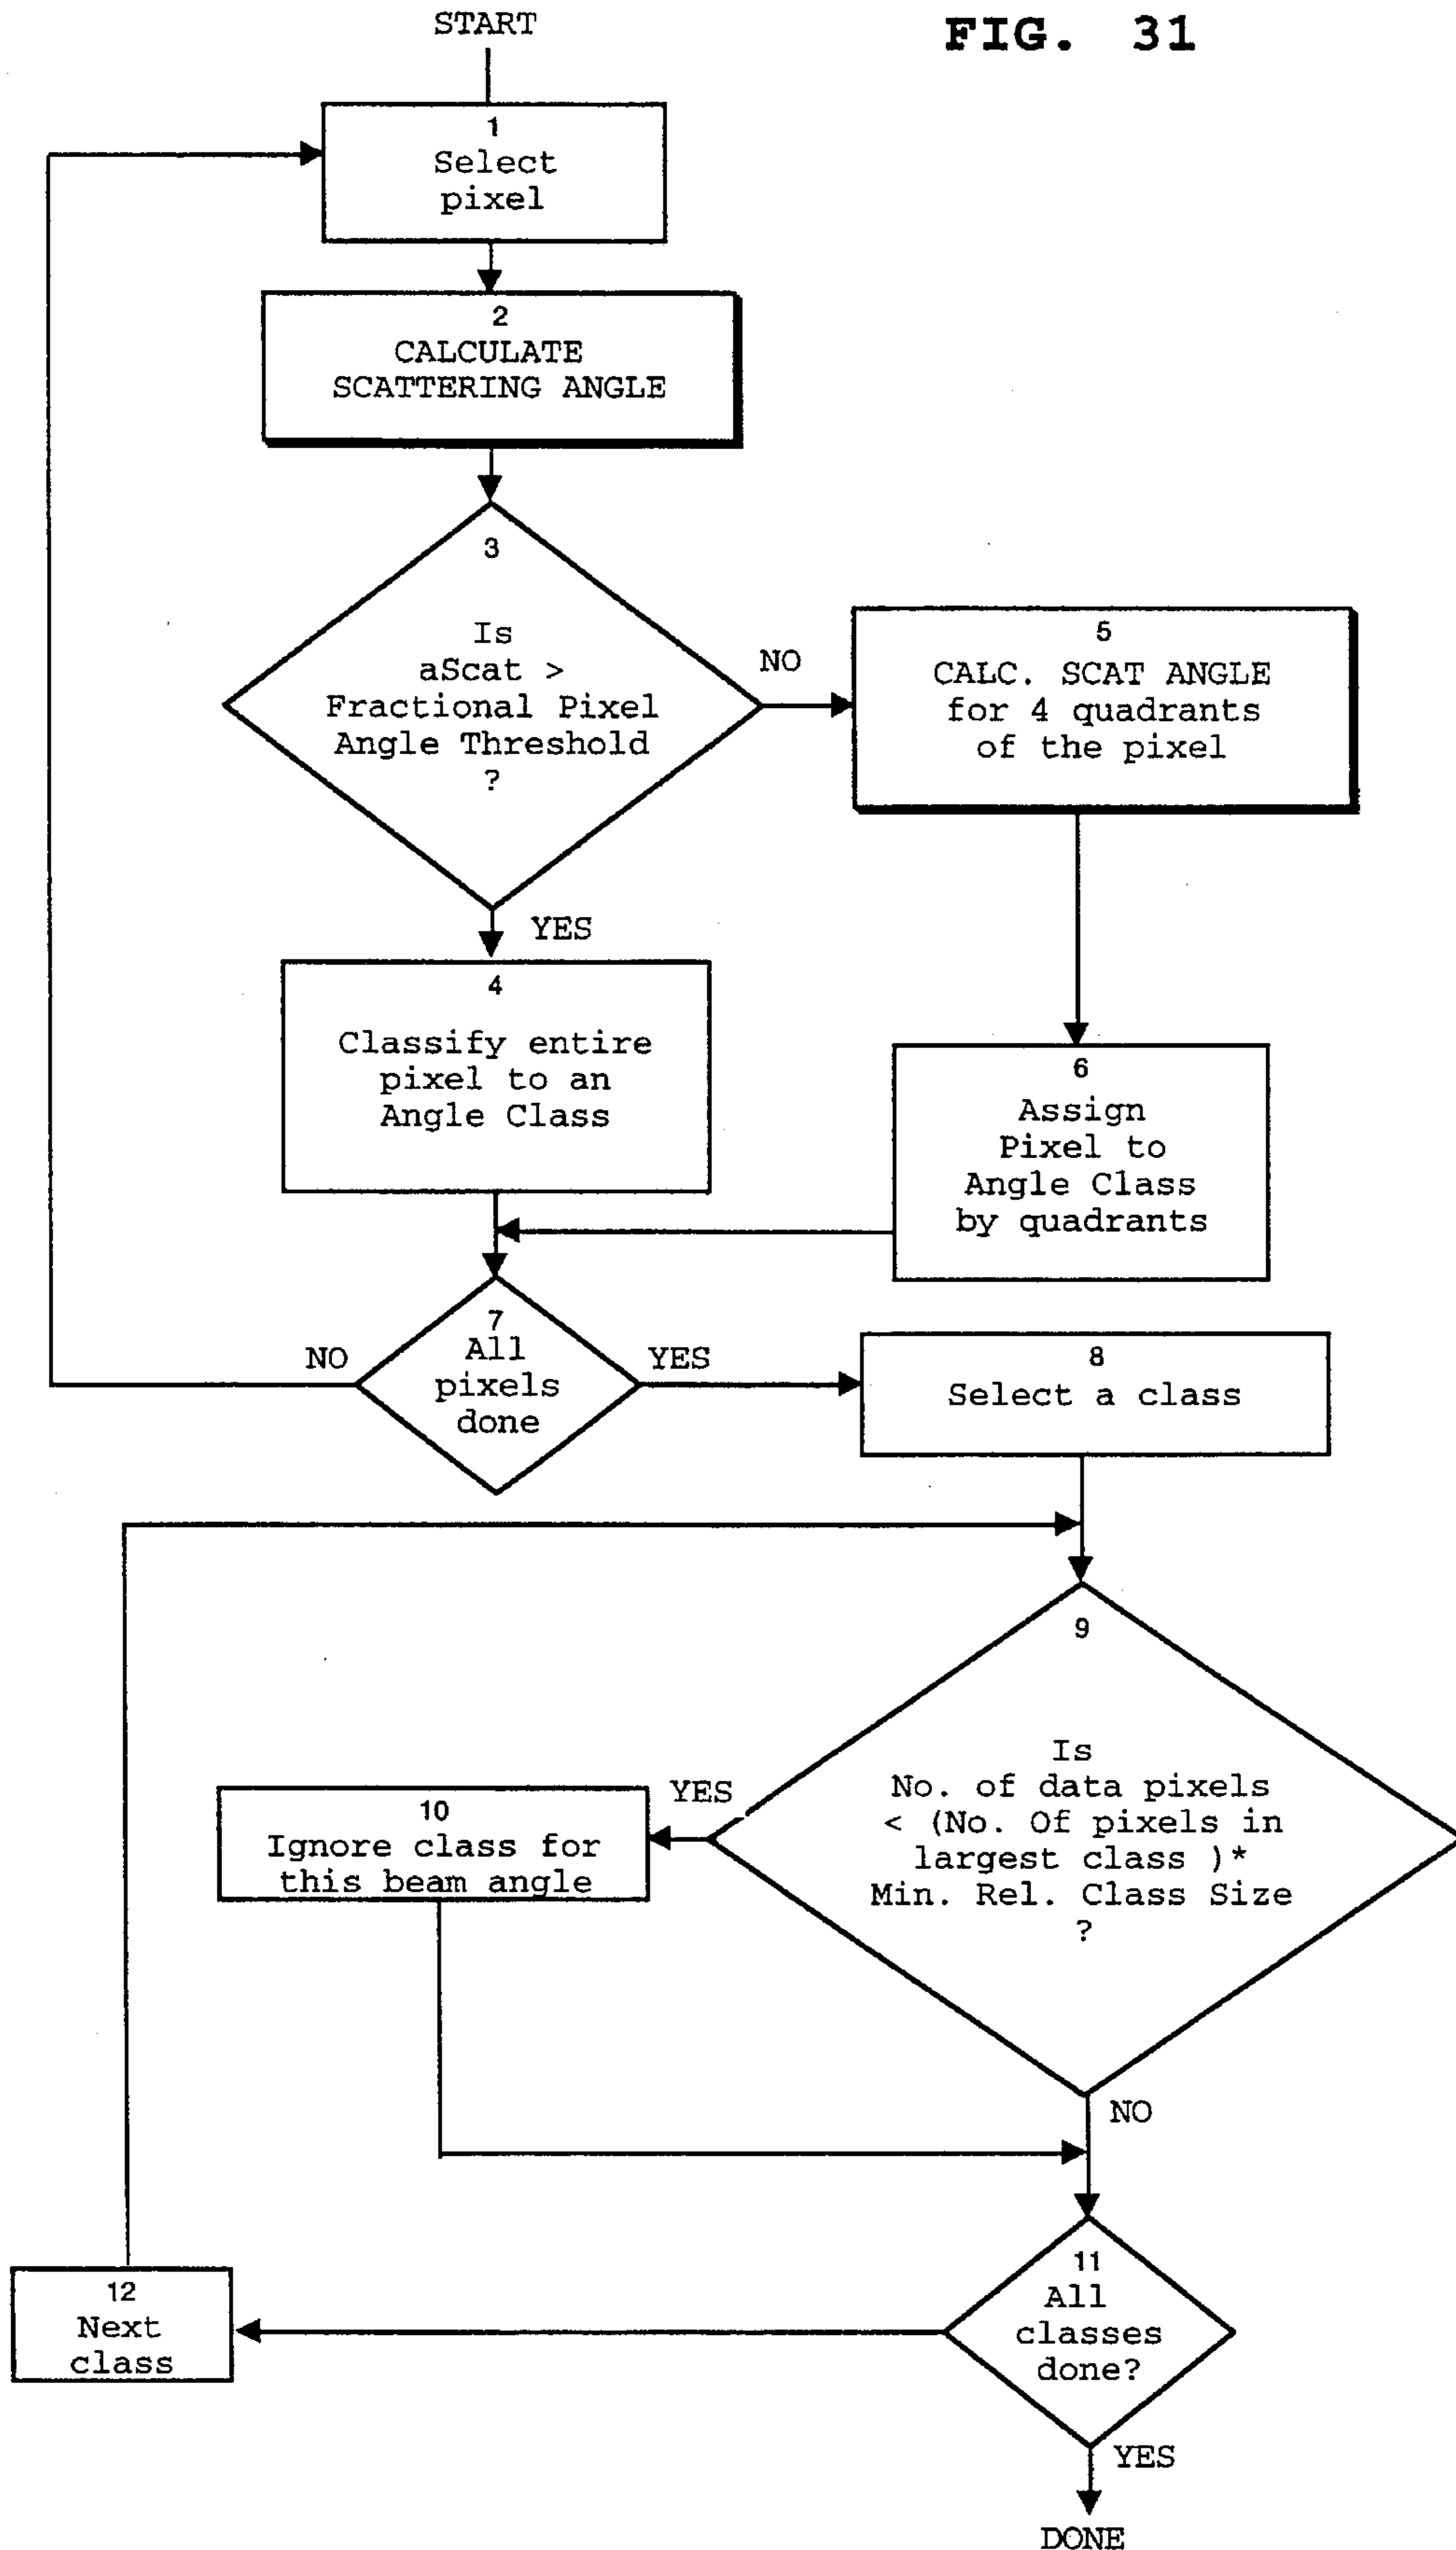 FIG. 31
START
1
Select
pixel
2
CALCULATE
SCATTERING ANGLE
3
Is
aScat >
Fractional Pixel
Angle Threshold
?
NO
5
CALC. SCAT ANGLE
for 4 quadrants
of the pixel
YES
4
Classify entire
pixel to an
Angle Class
6
Assign
Pixel to
Angle Class
by quadrants
7
All
pixels
done
NO
YES
8
Select a class
9
Is
No. of data pixels
< (No. Of pixels in
largest class )*
Min. Rel. Class Size
?
YES
10
Ignore class for
this beam angle
NO
11
All
classes
done?
12
Next
class
YES
DONE